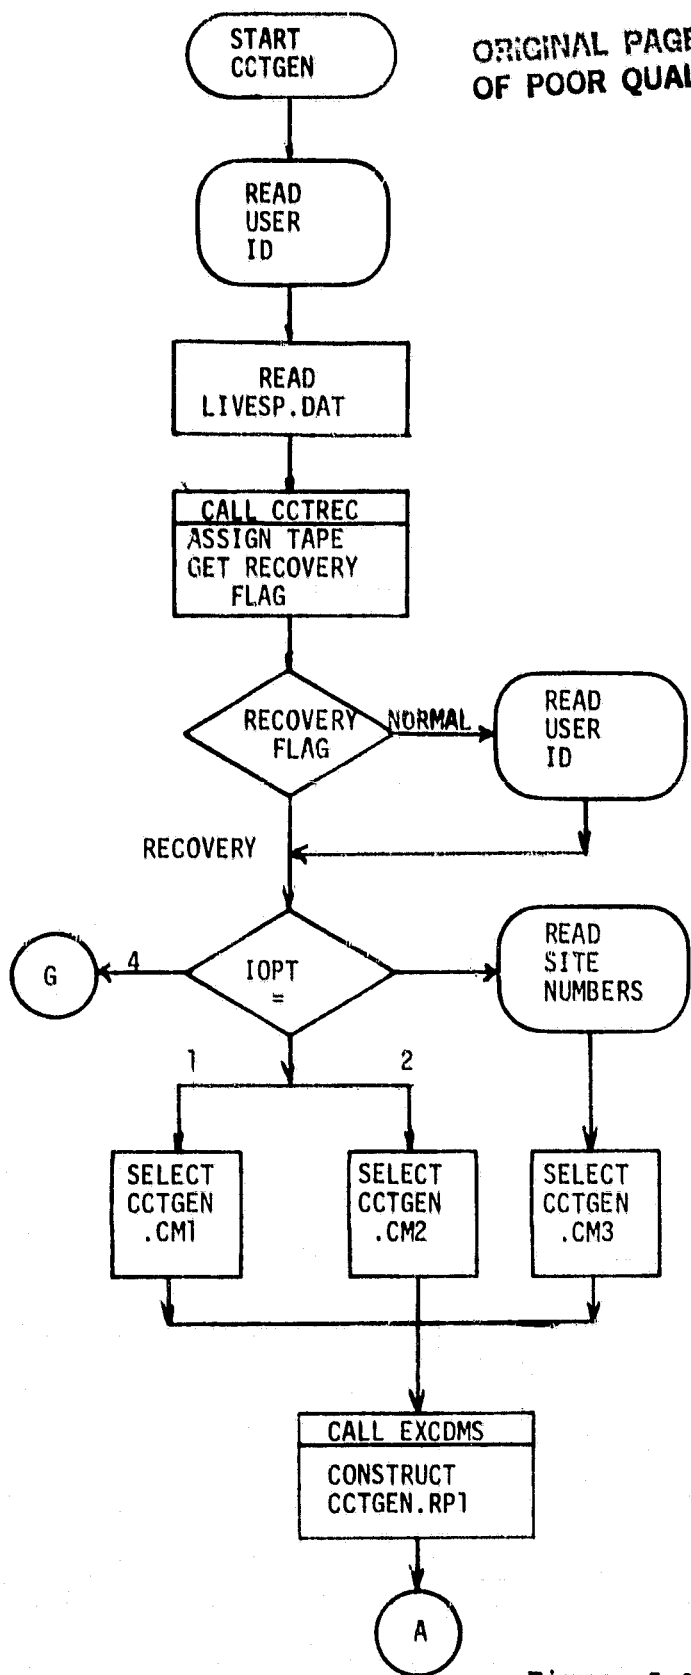 START
CCTGEN
ORIGINAL PAGE
OF POOR QUAL
READ
USER
ID
READ
LIVESP.DAT
CALL CCTREC
ASSIGN TAPE
GET RECOVERY
FLAG
RECOVERY
FLAG
NORMAL
READ
USER
ID
RECOVERY
G
4
IOPT
=
READ
SITE
NUMBERS
1
2
SELECT
CCTGEN
.CM1
SELECT
CCTGEN
.CM2
SELECT
CCTGEN
.CM3
CALL EXCDMS
CONSTRUCT
CCTGEN.RP1
A